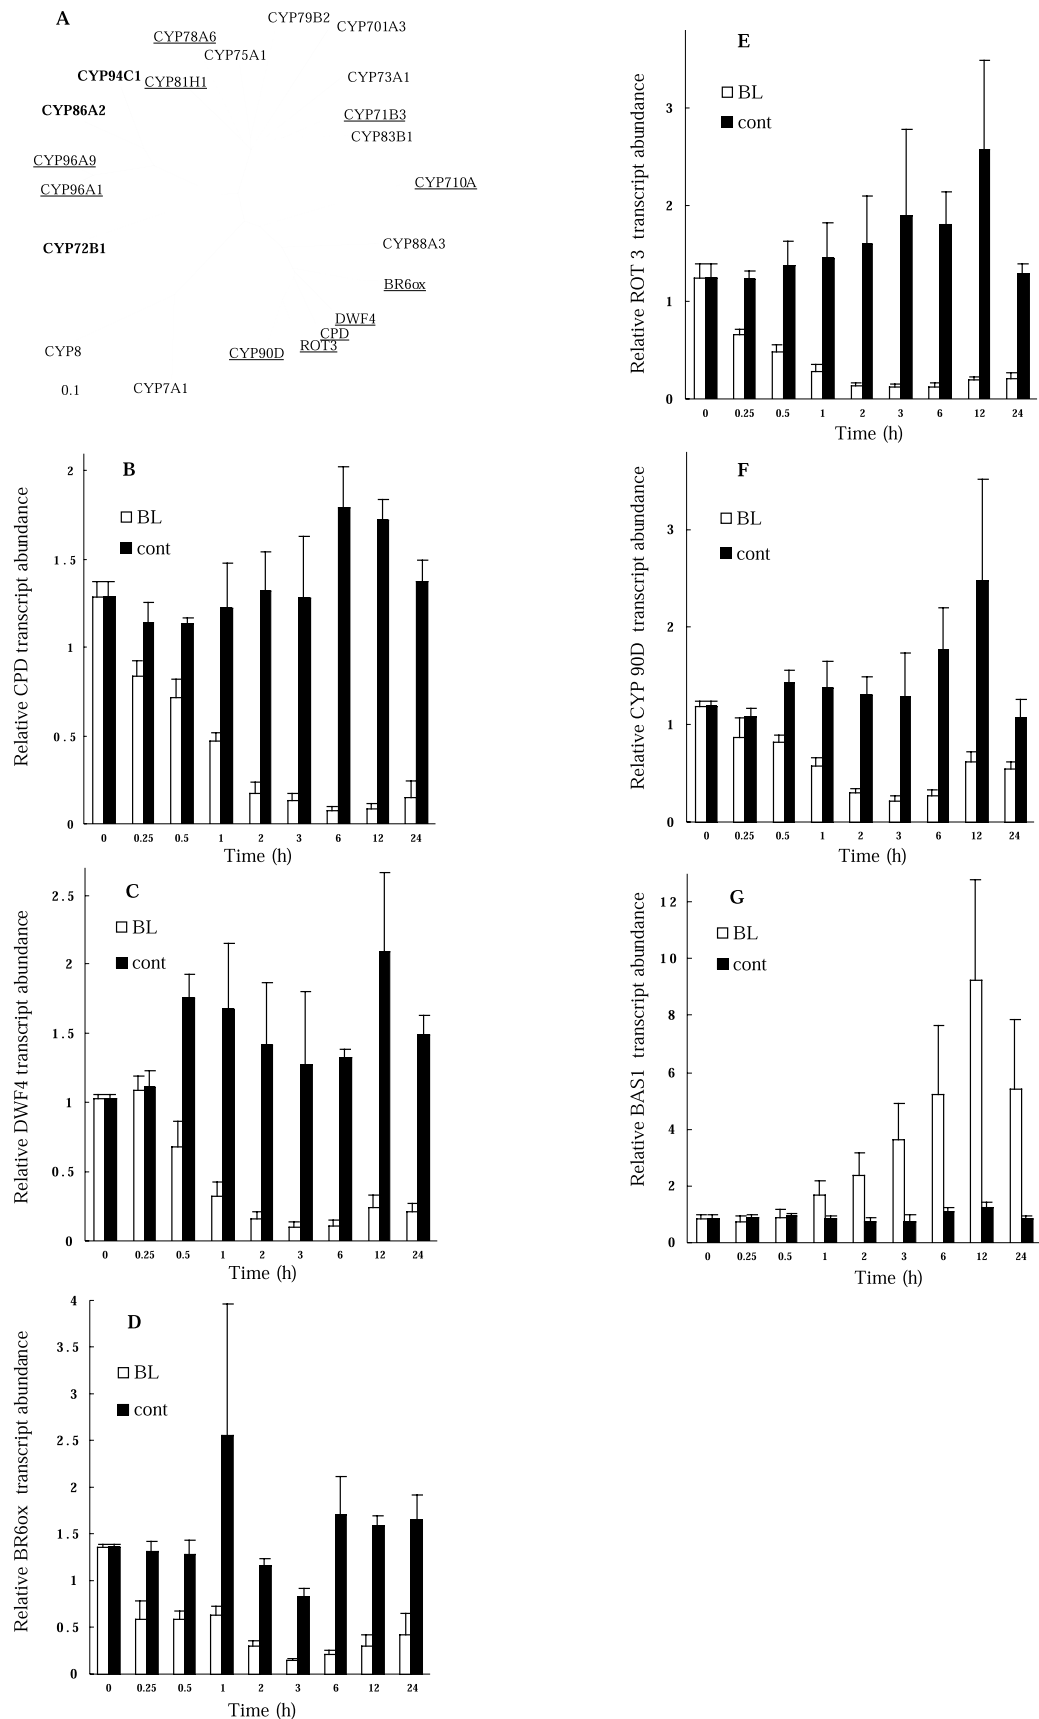 A
CYP79B2
CYP701A3
CYP78A6
CYP75A1
CYP94C1
CYP81H1
CYP73A1
CYP86A2
CYP71B3
CYP83B1
CYP96A9
CYP710A
CYP96A1
CYP72B1
CYP88A3
BR6ox
DWF4
CPD
ROT3
CYP90D
CYP8
0.1
CYP7A1
B
Relative CPD transcript abundance
BL
cont
2
1.5
1
0.5
0
0 0.25 0.5 1 2 3 6 12 24
Time (h)
C
Relative DWF4 transcript abundance
BL
cont
2.5
2
1.5
1
0.5
0
0 0.25 0.5 1 2 3 6 12 24
Time (h)
D
Relative BR6ox transcript abundance
BL
cont
4
3.5
3
2.5
2
1.5
1
0.5
0
0 0.25 0.5 1 2 3 6 12 24
Time (h)
E
Relative ROT 3 transcript abundance
BL
cont
3
2
1
0
0 0.25 0.5 1 2 3 6 12 24
Time (h)
F
Relative CYP 90D transcript abundance
BL
cont
3
2
1
0
0 0.25 0.5 1 2 3 6 12 24
Time (h)
G
Relative BAS1 transcript abundance
BL
cont
12
10
8
6
4
2
0
0 0.25 0.5 1 2 3 6 12 24
Time (h)